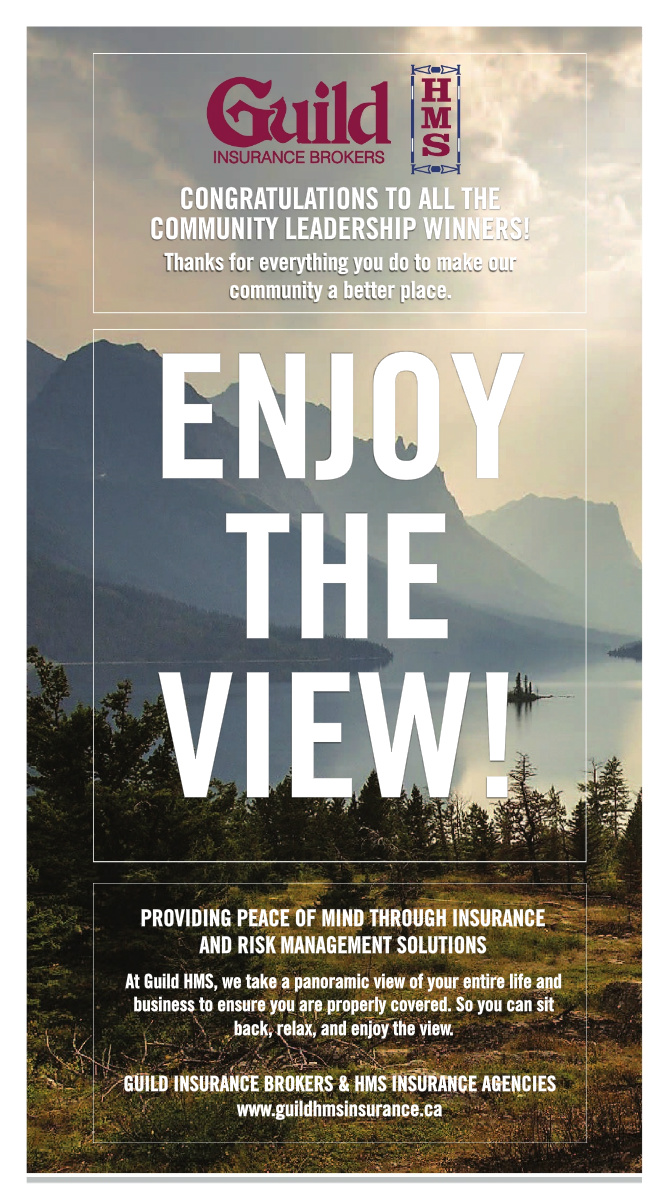 Guild
INSURANCE BROKERS
HMS
CONGRATULATIONS TO ALL THE
COMMUNITY LEADERSHIP WINNERS!
Thanks for everything you do to make our
community a better place.
ENJOY
THE
VIEW!
PROVIDING PEACE OF MIND THROUGH INSURANCE
AND RISK MANAGEMENT SOLUTIONS
At Guild HMS, we take a panoramic view of your entire life and
business to ensure you are properly covered. So you can sit
back, relax, and enjoy the view.
GUILD INSURANCE BROKERS & HMS INSURANCE AGENCIES
www.guildhmsinsurance.ca